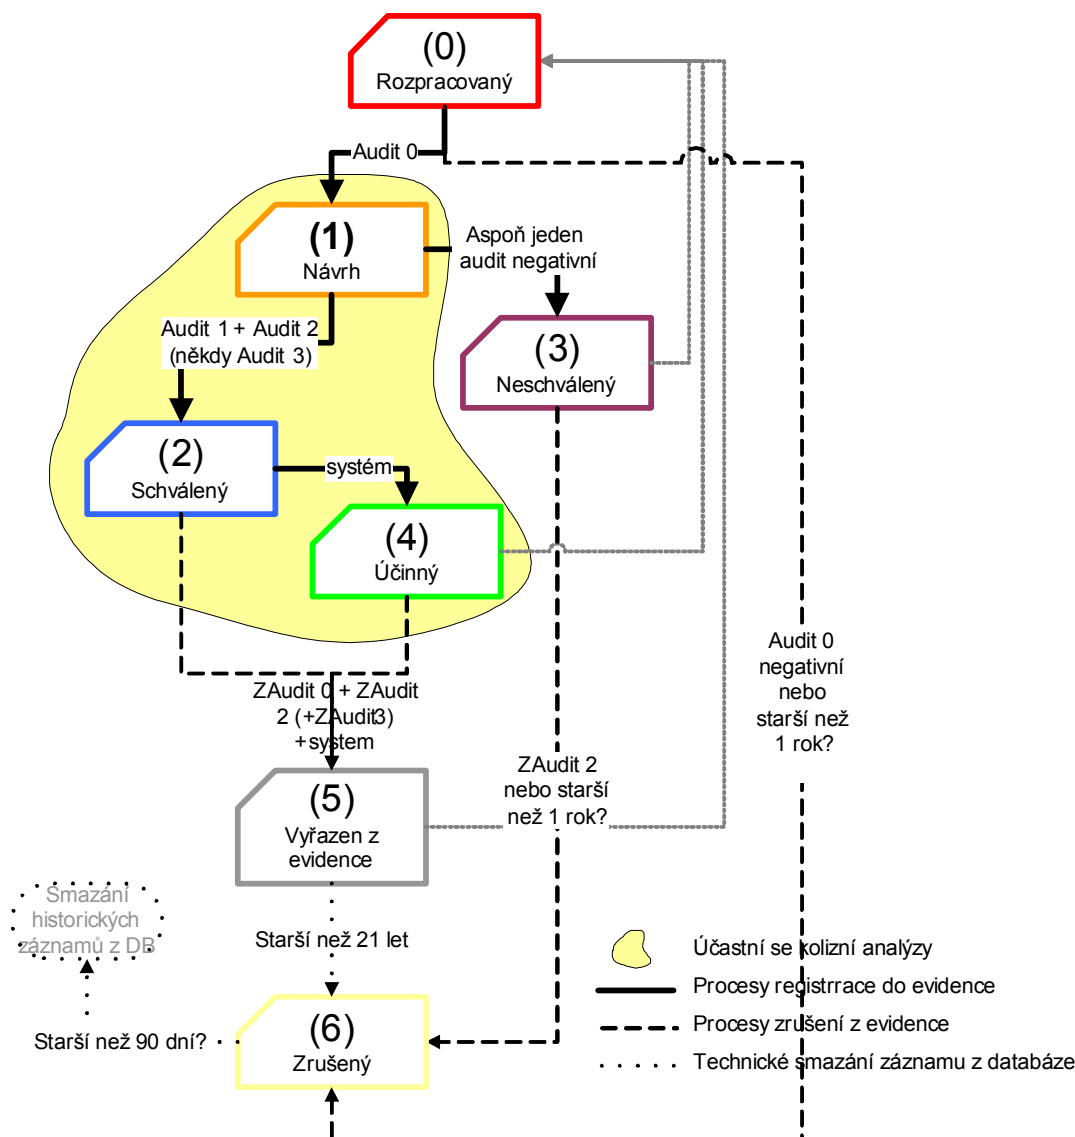 (0)
Rozpracovaný
Audit 0
(1)
Návrh
Aspoň jeden
audit negativní
Audit 1 + Audit 2
(někdy Audit 3)
(3)
Neschválený
(2)
Schválený
systém
(4)
Účinný
Audit 0
negativní
nebo
starší než
1 rok?
ZAudit 0 + ZAudit
2 (+ZAudit3)
+system
ZAudit 2
nebo starší
než 1 rok?
(5)
Vyřazen z
evidence
Smazání
historických
záznamů z DB
Starší než 21 let
Účastní se kolizní analýzy
Procesy registrrace do evidence
Procesy zrušení z evidence
Technické smazání záznamu z databáze
Starší než 90 dní?
(6)
Zrušený